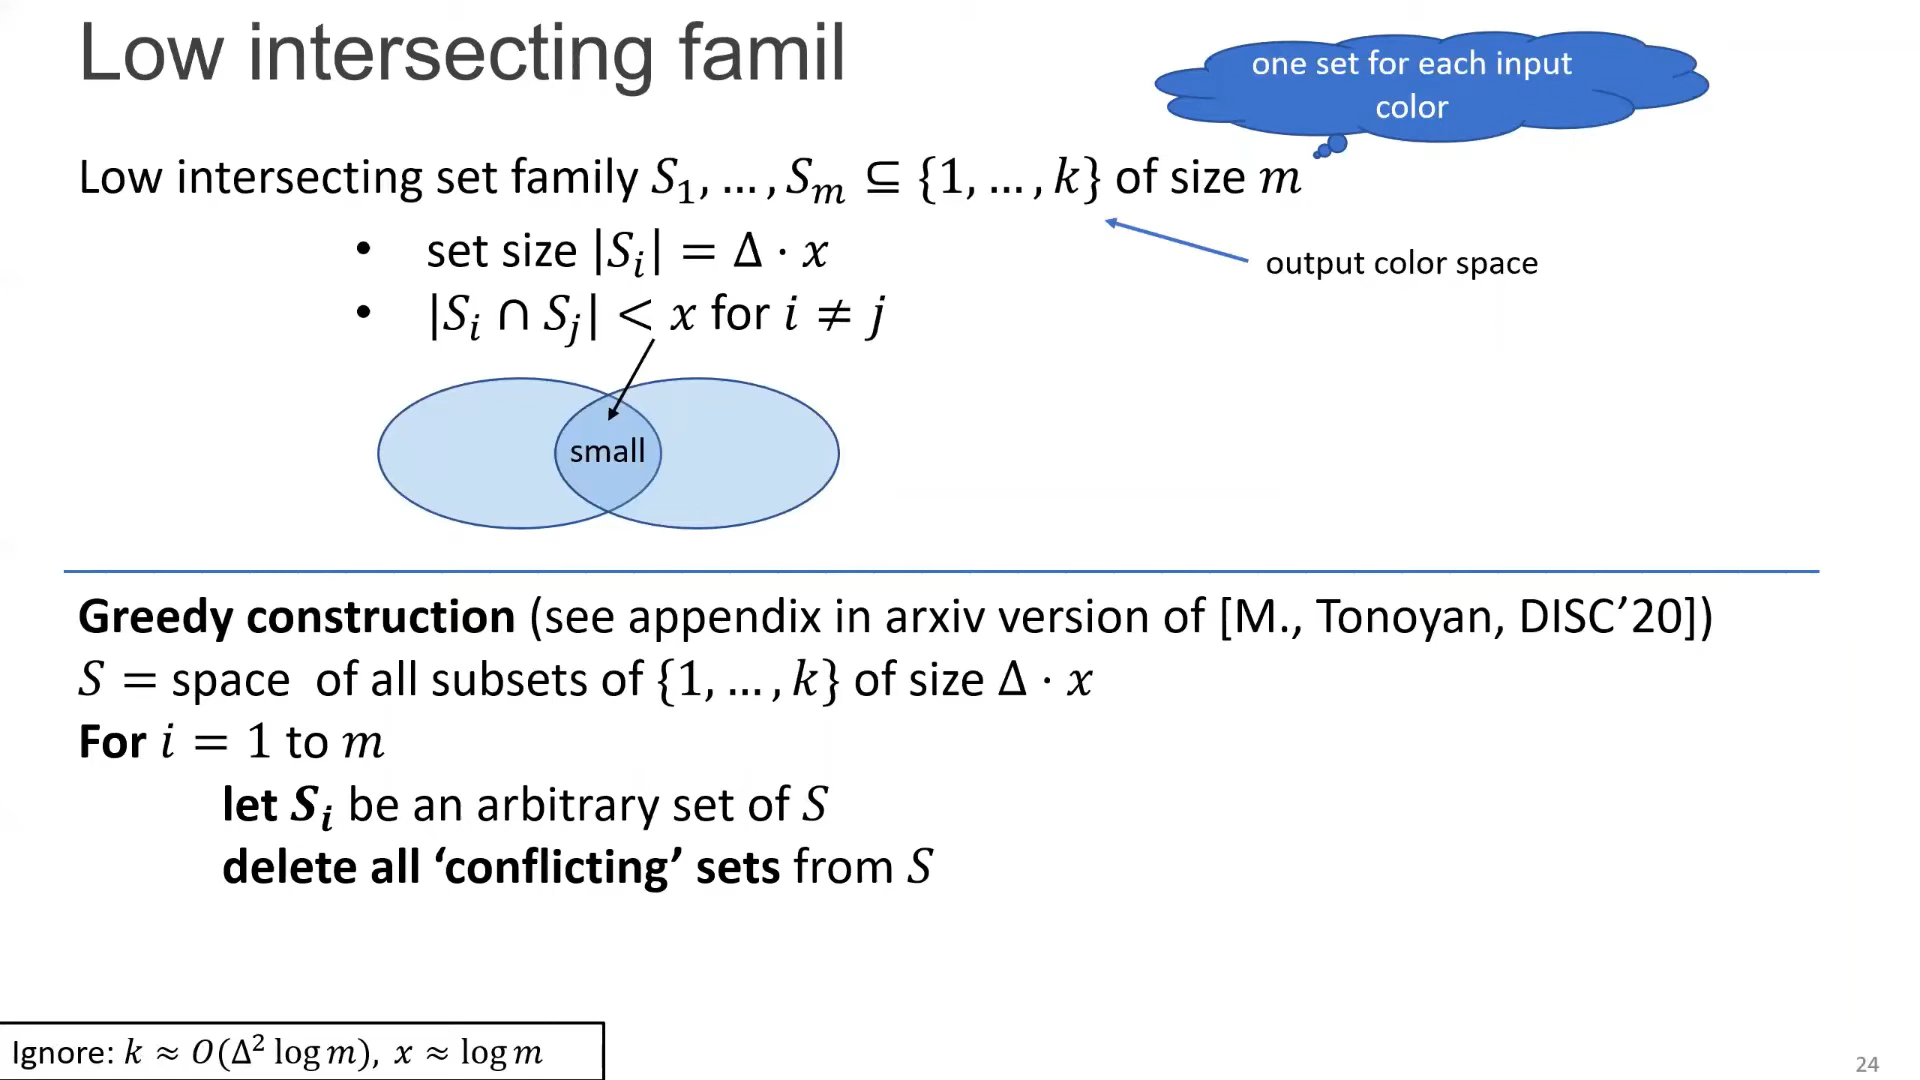 Low intersecting famil
one set for each input
color
Low intersecting set family S₁, … , Sₘ ⊆ {1, … , k} of size m
• set size |Sᵢ| = Δ · x
output color space
• |Sᵢ ∩ Sⱼ| < x for i ≠ j
small
Greedy construction (see appendix in arxiv version of [M., Tonoyan, DISC’20])
S = space of all subsets of {1, … , k} of size Δ · x
For i = 1 to m
let Sᵢ be an arbitrary set of S
delete all ‘conflicting’ sets from S
Ignore: k ≈ O(Δ² log m), x ≈ log m
24